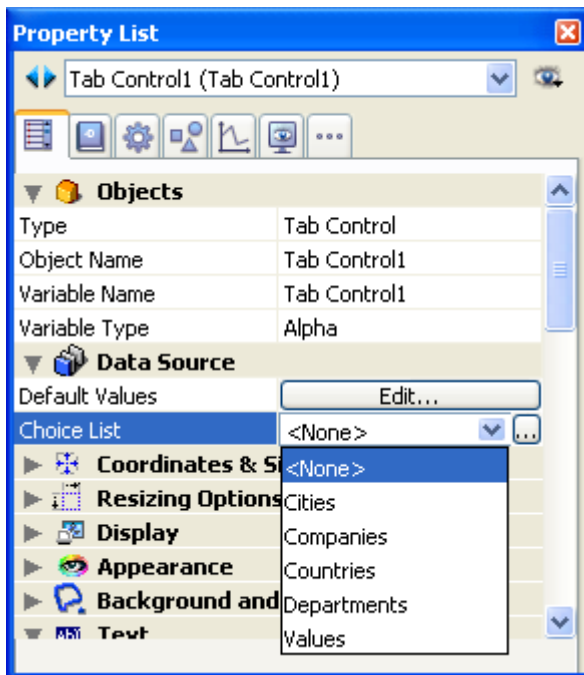 Property List
Tab Control1 (Tab Control1)
Objects
Type Tab Control
Object Name Tab Control1
Variable Name Tab Control1
Variable Type Alpha
Data Source
Default Values Edit...
Choice List <None> ...
<None>
Coordinates & Si
Cities
Resizing Options
Companies
Display
Countries
Appearance
Departments
Background and
Values
Text